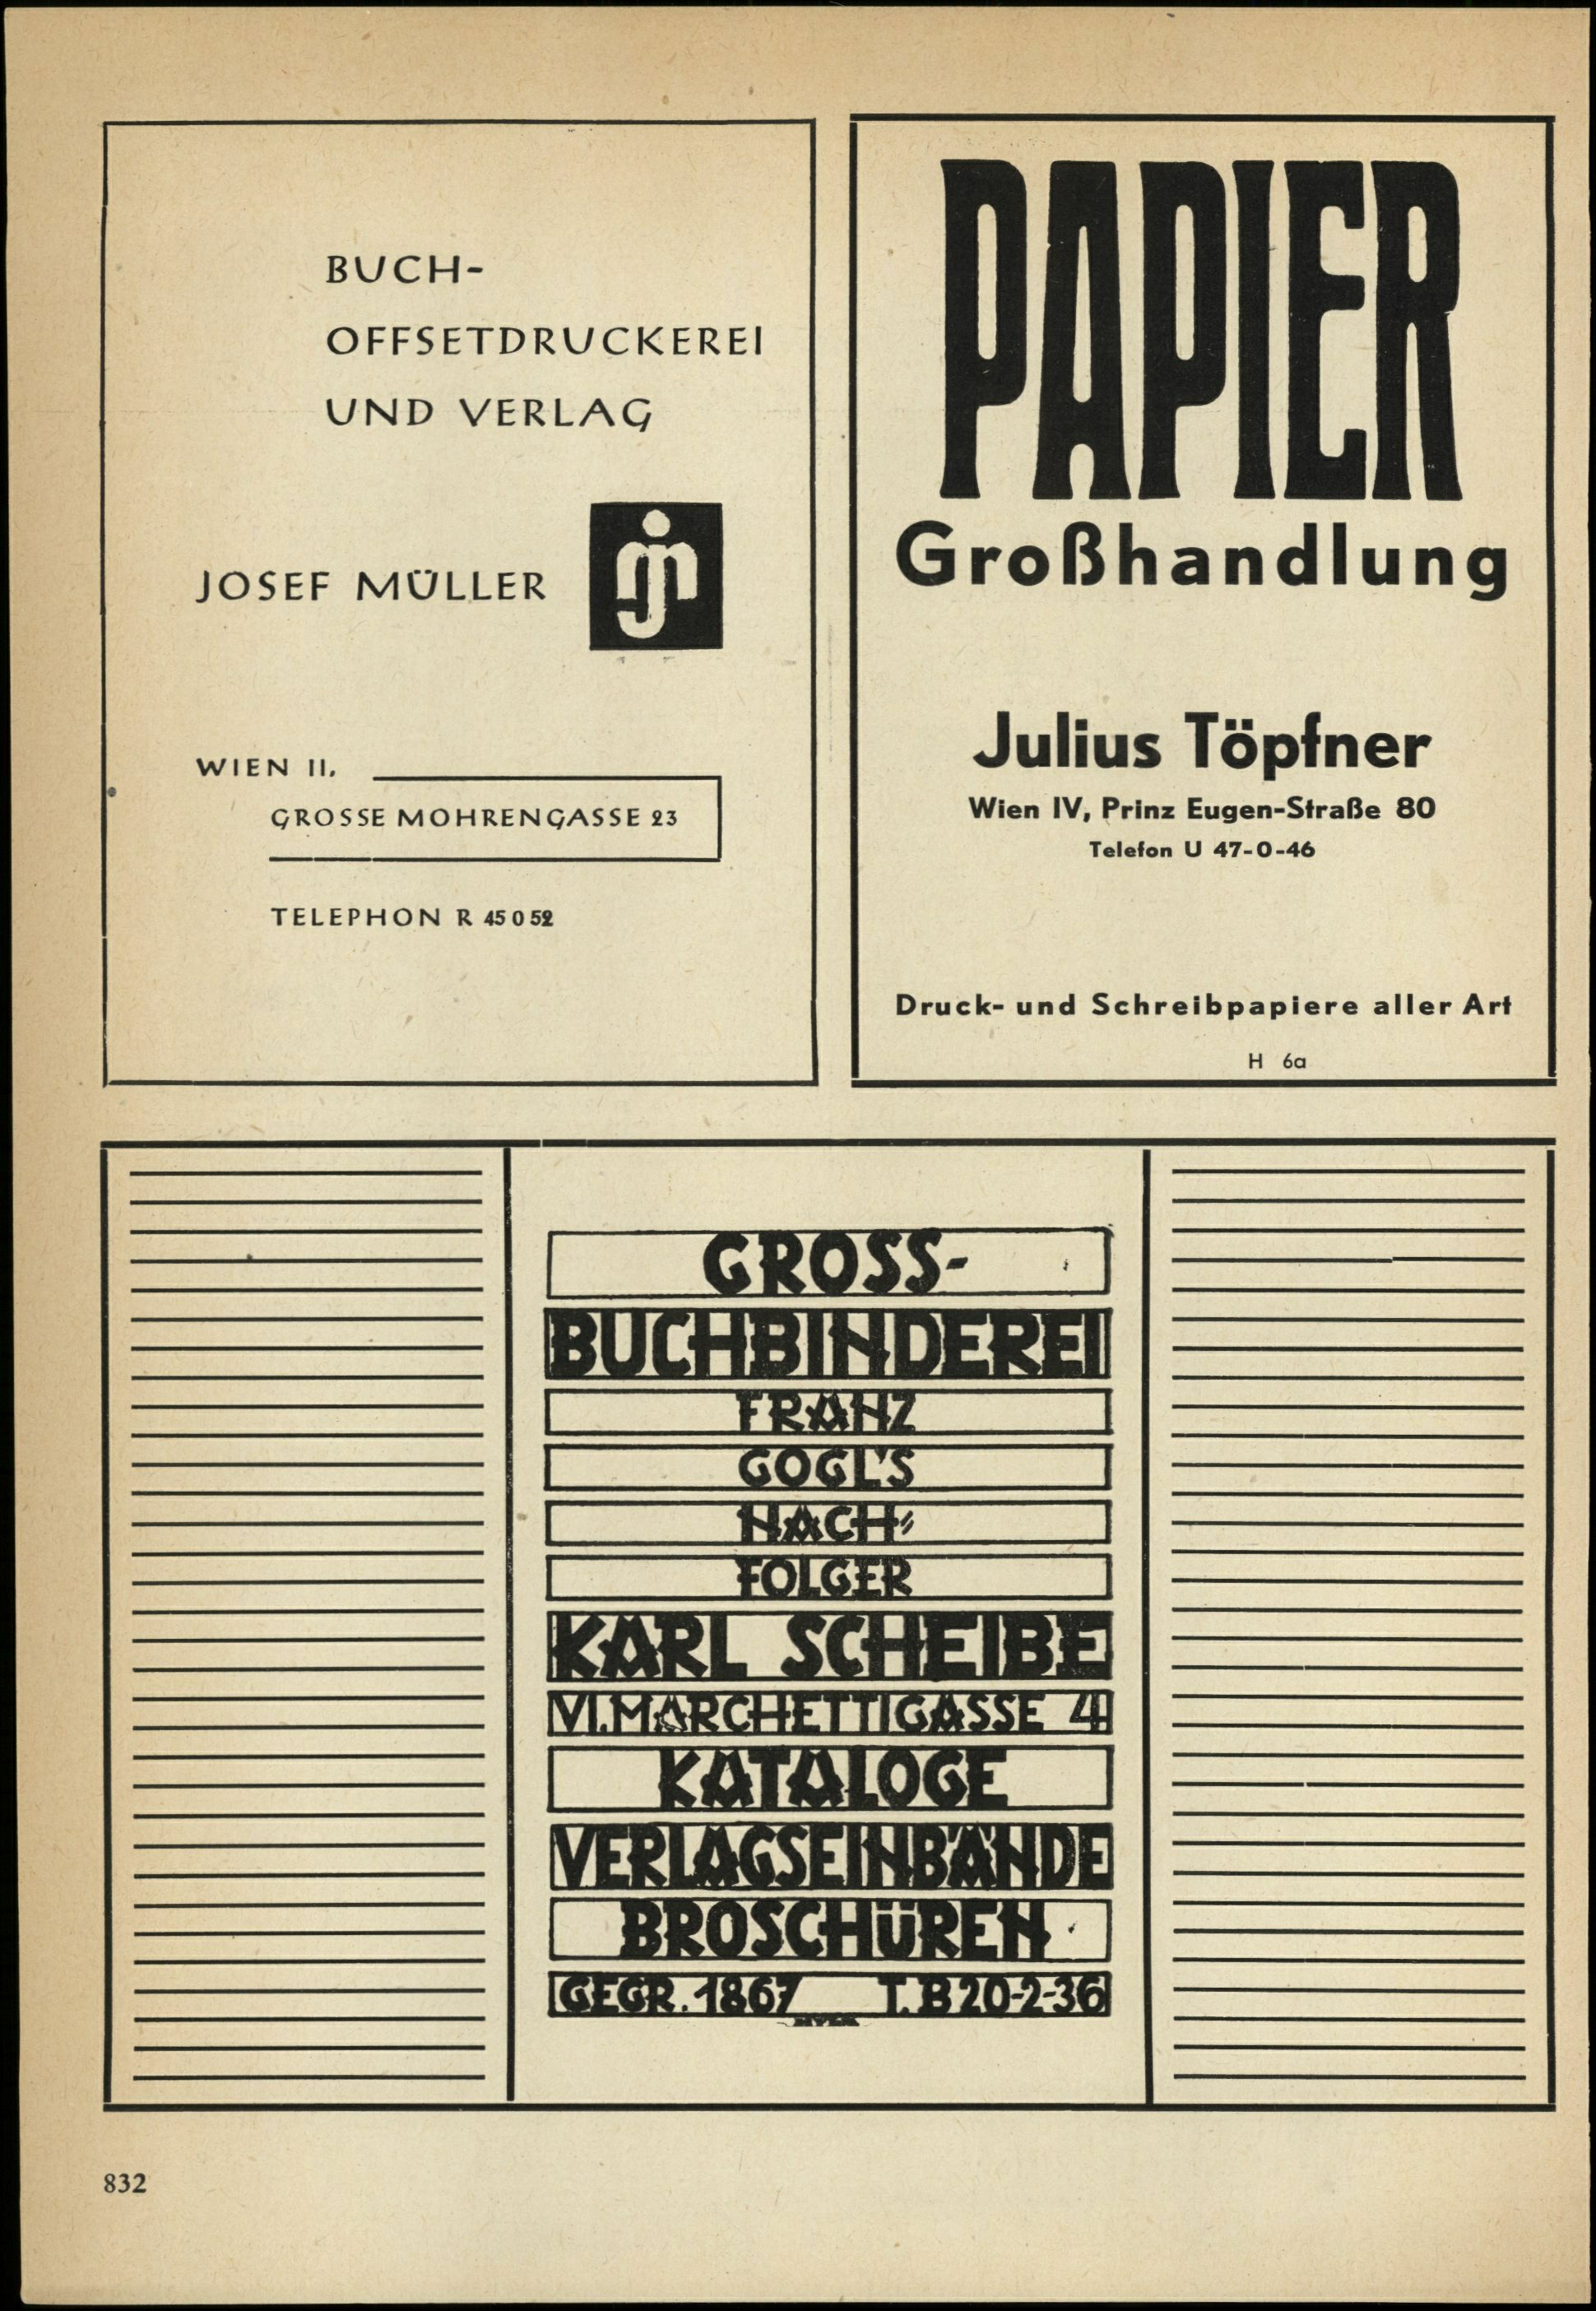 BUCH-
OFFSETDRUCKEREI
UND VERLAG
JOSEF MÜLLER
jm
WIEN II.
GROSSE MOHRENGASSE 23
TELEPHON R 45 0 52
PAPIER
Großhandlung
Julius Töpfner
Wien IV, Prinz Eugen-Straße 80
Telefon U 47-0-46
Druck- und Schreibpapiere aller Art
H 6a
GROSS-
BUCHBINDEREI
FRANZ
GOGL'S
NACH-
FOLGER
KARL SCHEIBE
VI. MARCHETTIGASSE 4
KATALOGE
VERLAGSEINBÄNDE
BROSCHÜREN
GEGR. 1867 T. B 20-2-36
832